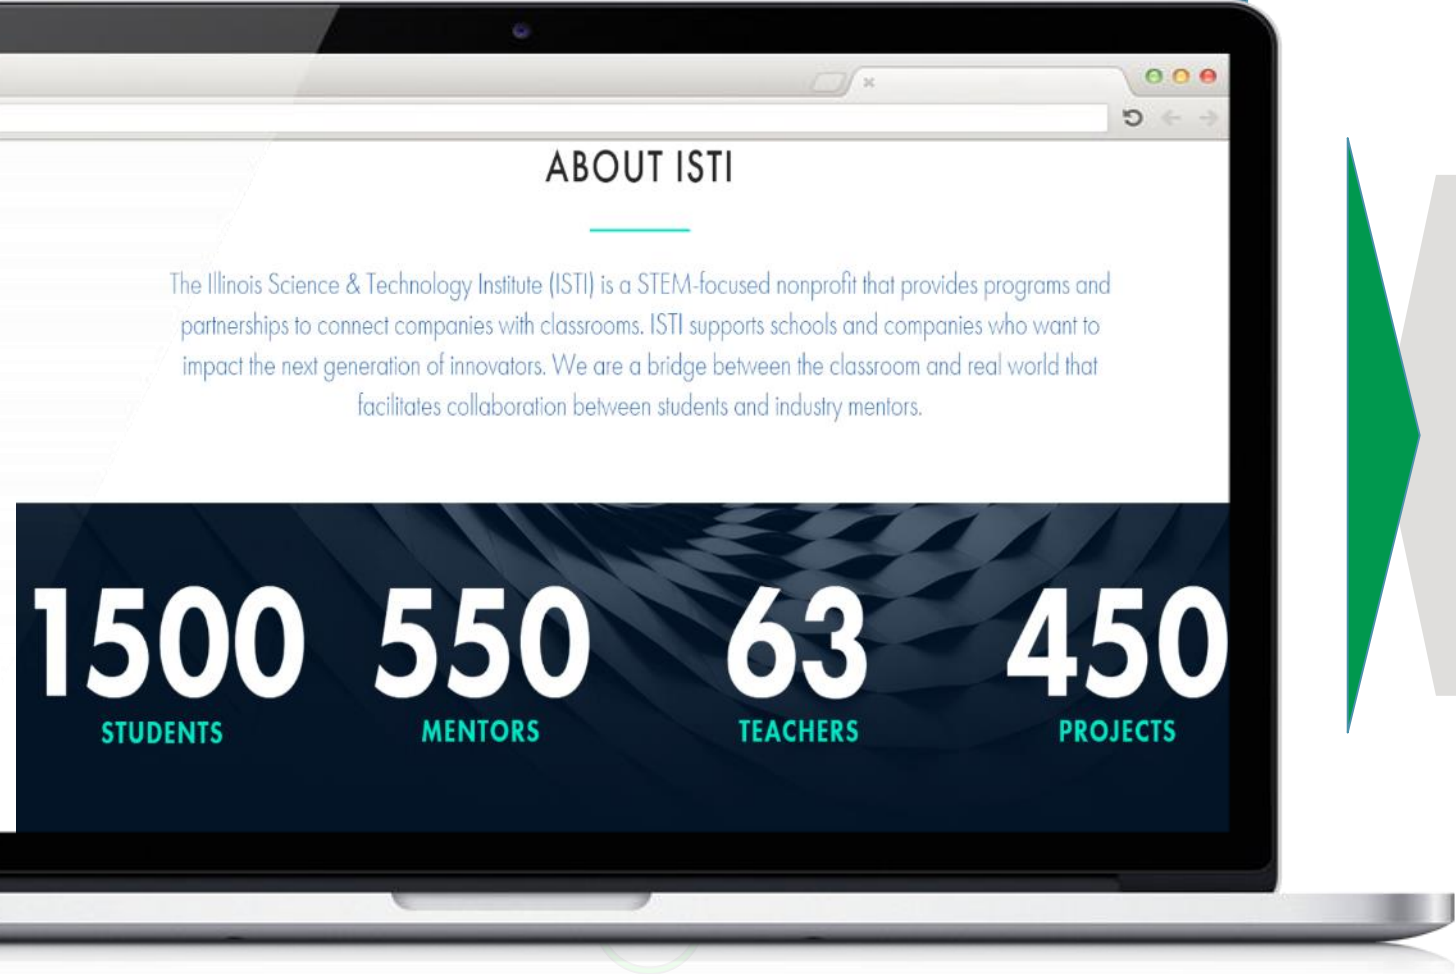 ABOUT ISTI
The Illinois Science & Technology Institute (ISTI) is a STEM-focused nonprofit that provides programs and
partnerships to connect companies with classrooms. ISTI supports schools and companies who want to
impact the next generation of innovators. We are a bridge between the classroom and real world that
facilitates collaboration between students and industry mentors.
1500 550 63 450
STUDENTS MENTORS TEACHERS PROJECTS